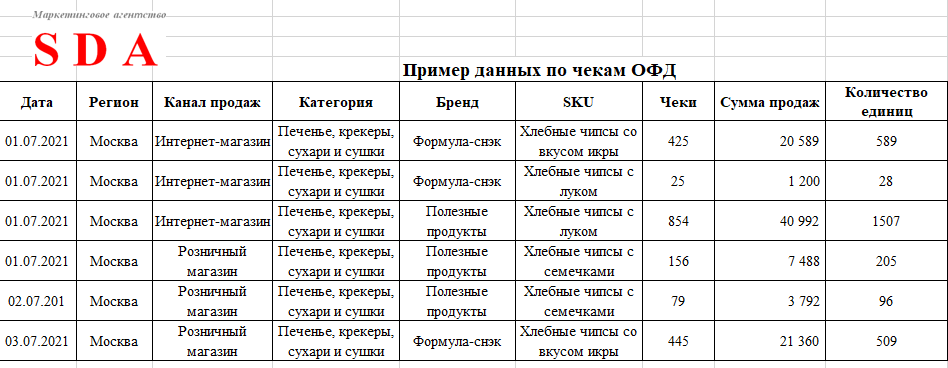 Маркетинговое агентство
SDA
Пример данных по чекам ОФД
Дата Регион Канал продаж Категория Бренд SKU Чеки Сумма продаж Количество
единиц
01.07.2021 Москва Интернет-магазин Печенье, крекеры, Формула-снэк Хлебные чипсы со 425 20 589 589
сухари и сушки вкусом икры
01.07.2021 Москва Интернет-магазин Печенье, крекеры, Формула-снэк Хлебные чипсы с 25 1 200 28
сухари и сушки луком
01.07.2021 Москва Интернет-магазин Печенье, крекеры, Полезные Хлебные чипсы с 854 40 992 1507
сухари и сушки продукты луком
01.07.2021 Москва Розничный Печенье, крекеры, Полезные Хлебные чипсы с 156 7 488 205
магазин сухари и сушки продукты семечками
02.07.201 Москва Розничный Печенье, крекеры, Полезные Хлебные чипсы с 79 3 792 96
магазин сухари и сушки продукты семечками
03.07.2021 Москва Розничный Печенье, крекеры, Формула-снэк Хлебные чипсы со 445 21 360 509
магазин сухари и сушки вкусом икры